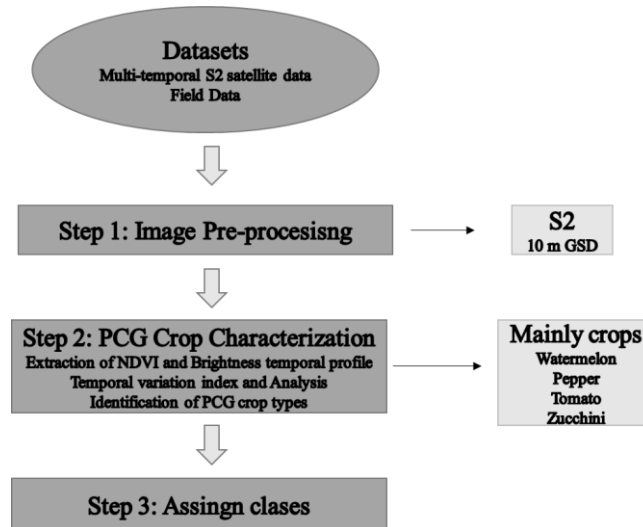 Datasets
Multi-temporal S2 satellite data
Field Data
Step 1: Image Pre-procesisng
S2
10 m GSD
Step 2: PCG Crop Characterization
Extraction of NDVI and Brightness temporal profile
Temporal variation index and Analysis
Identification of PCG crop types
Mainly crops
Watermelon
Pepper
Tomato
Zucchini
Step 3: Assingn clases